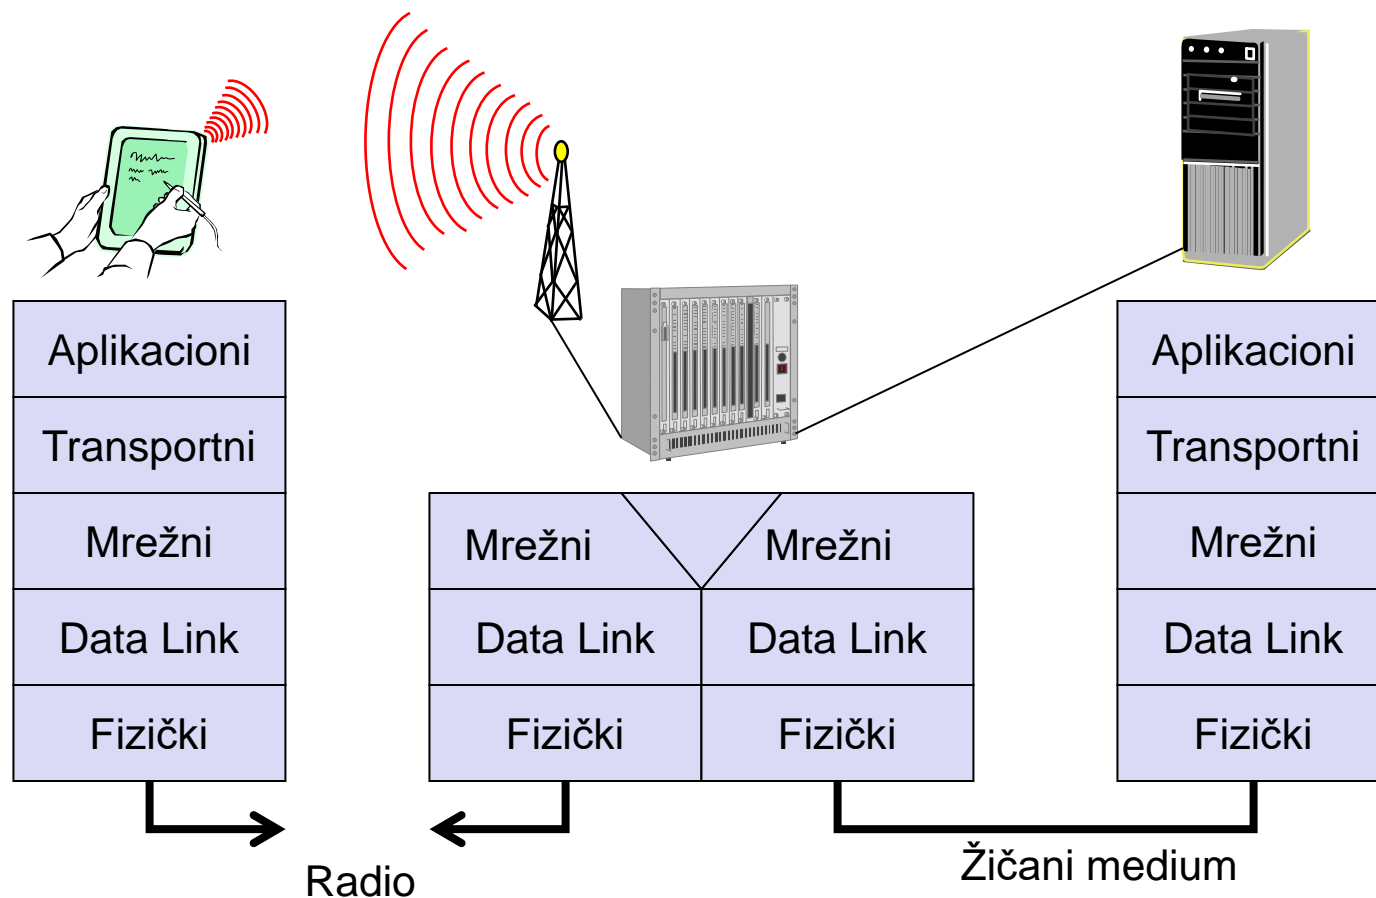 Aplikacioni
Transportni
Mrežni
Data Link
Fizički
Mrežni
Data Link
Fizički
Mrežni
Data Link
Fizički
Aplikacioni
Transportni
Mrežni
Data Link
Fizički
Radio
Žičani medium